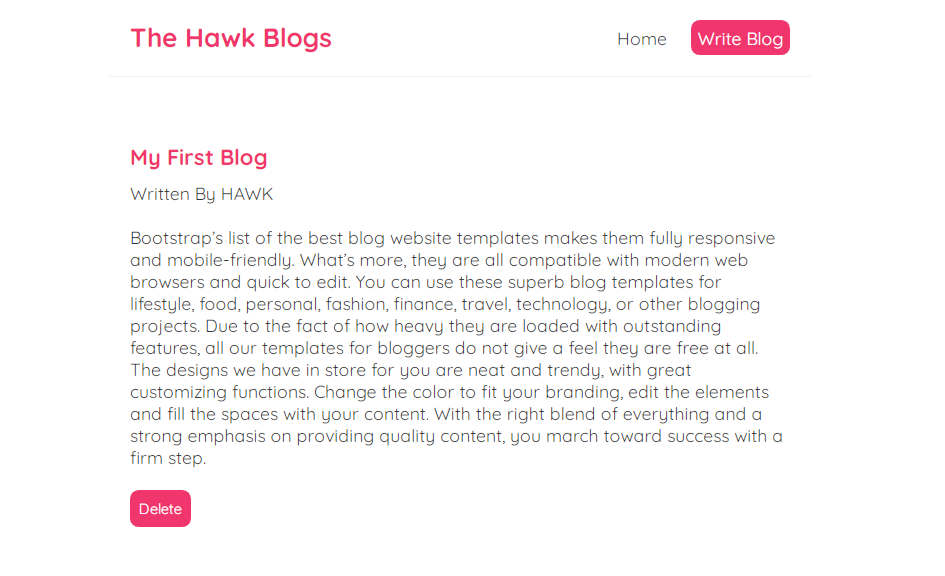 The Hawk Blogs
Home
Write Blog
My First Blog
Written By HAWK
Bootstrap’s list of the best blog website templates makes them fully responsive
and mobile-friendly. What’s more, they are all compatible with modern web
browsers and quick to edit. You can use these superb blog templates for
lifestyle, food, personal, fashion, finance, travel, technology, or other blogging
projects. Due to the fact of how heavy they are loaded with outstanding
features, all our templates for bloggers do not give a feel they are free at all.
The designs we have in store for you are neat and trendy, with great
customizing functions. Change the color to fit your branding, edit the elements
and fill the spaces with your content. With the right blend of everything and a
strong emphasis on providing quality content, you march toward success with a
firm step.
Delete